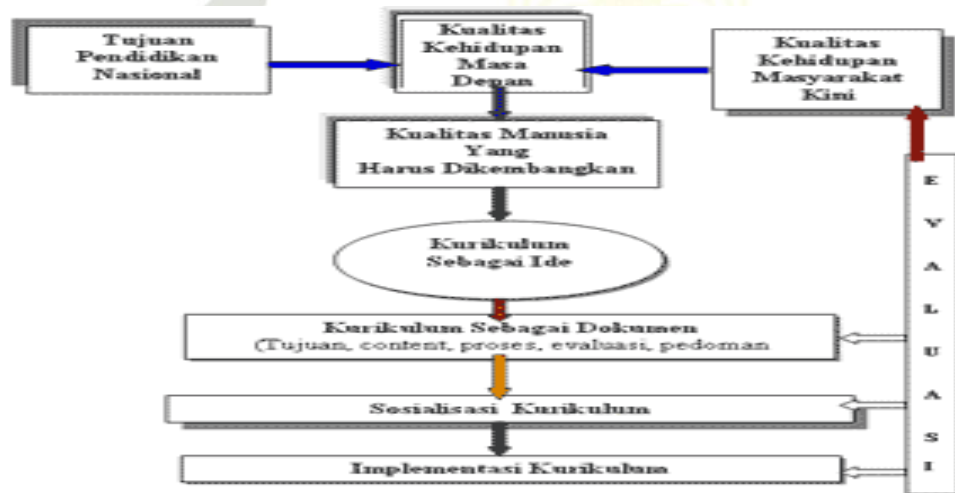 Tujuan
Pendidikan
Nasional
Kualitas
Kehidupan
Masa
Depan
Kualitas
Kehidupan
Masyarakat
Kini
Kualitas Manusia
Yang
Harus Dikembangkan
Kurikulum
Sebagai Ide
Kurikulum Sebagai Dokumen
(Tujuan, content, proses, evaluasi, pedoman
Sosialisasi Kurikulum
Implementasi Kurikulum
E
V
A
L
U
A
S
I